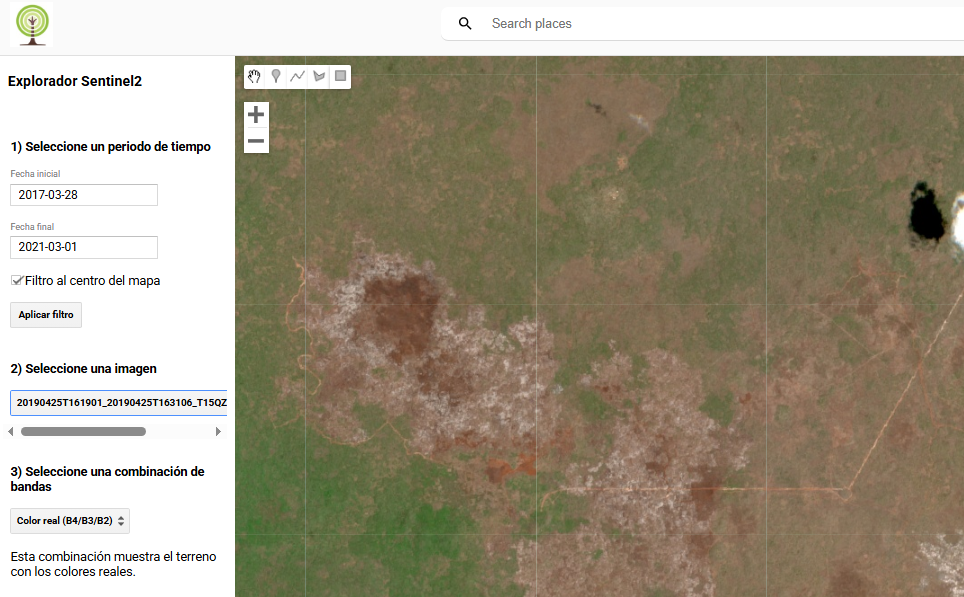 Search places
Explorador Sentinel2
1) Seleccione un periodo de tiempo
Fecha inicial
2017-03-28
Fecha final
2021-03-01
Filtro al centro del mapa
Aplicar filtro
2) Seleccione una imagen
20190425T161901_20190425T163106_T15QZ
3) Seleccione una combinación de
bandas
Color real (B4/B3/B2)
Esta combinación muestra el terreno
con los colores reales.